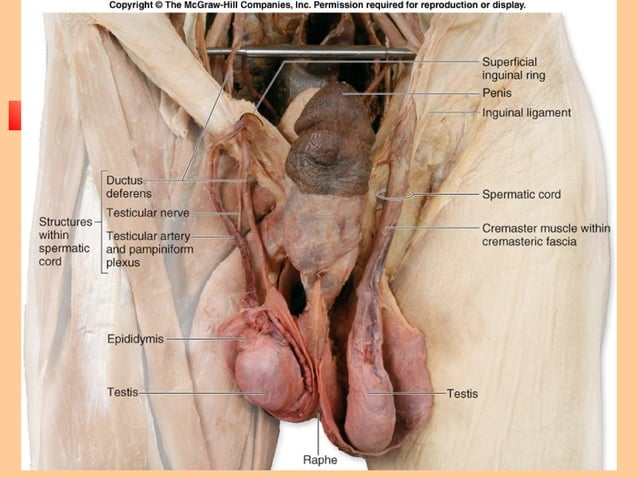 Copyright © The McGraw-Hill Companies, Inc. Permission required for reproduction or display.
Superficial
inguinal ring
Penis
Inguinal ligament
Ductus
deferens
Testicular nerve
Testicular artery
and pampiniform
plexus
Structures
within
spermatic
cord
Spermatic cord
Cremaster muscle within
cremasteric fascia
Epididymis
Testis
Testis
Raphe